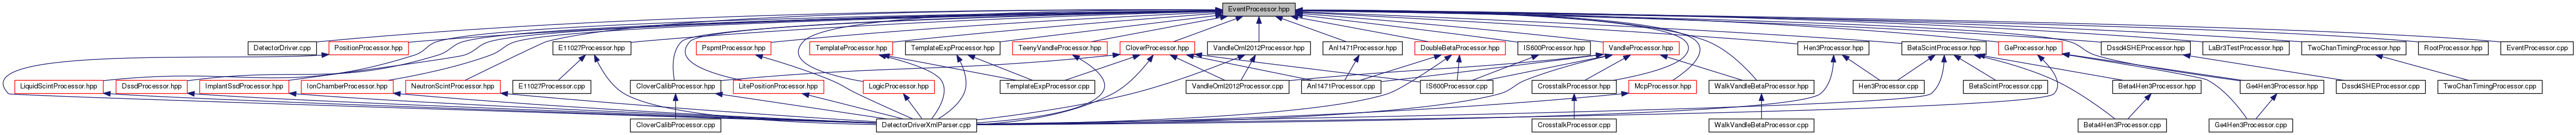 EventProcessor.hpp
DetectorDriver.cpp
PositionProcessor.hpp
E11027Processor.hpp
PspmtProcessor.hpp
TemplateProcessor.hpp
TemplateExpProcessor.hpp
TeenyVandleProcessor.hpp
CloverProcessor.hpp
VandleOrnl2012Processor.hpp
Anl1471Processor.hpp
DoubleBetaProcessor.hpp
IS600Processor.hpp
VandleProcessor.hpp
Hen3Processor.hpp
BetaScintProcessor.hpp
GeProcessor.hpp
Dssd4SHEProcessor.hpp
LaBr3TestProcessor.hpp
TwoChanTimingProcessor.hpp
RootProcessor.hpp
EventProcessor.cpp
LiquidScintProcessor.hpp
DssdProcessor.hpp
ImplantSsdProcessor.hpp
IonChamberProcessor.hpp
NeutronScintProcessor.hpp
E11027Processor.cpp
CloverCalibProcessor.hpp
LitePositionProcessor.hpp
LogicProcessor.hpp
TemplateExpProcessor.cpp
VandleOrnl2012Processor.cpp
Anl1471Processor.cpp
IS600Processor.cpp
CrosstalkProcessor.hpp
McpProcessor.hpp
WalkVandleBetaProcessor.hpp
Hen3Processor.cpp
BetaScintProcessor.cpp
Beta4Hen3Processor.hpp
Ge4Hen3Processor.hpp
Dssd4SHEProcessor.cpp
TwoChanTimingProcessor.cpp
CloverCalibProcessor.cpp
DetectorDriverXmlParser.cpp
CrosstalkProcessor.cpp
WalkVandleBetaProcessor.cpp
Beta4Hen3Processor.cpp
Ge4Hen3Processor.cpp